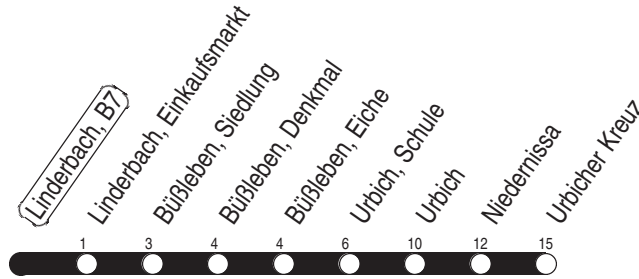 Linderbach, B7
Linderbach, Einkaufsmarkt
Büßleben, Siedlung
Büßleben, Denkmal
Büßleben, Eiche
Urbich, Schule
Urbich
Niedernissa
Urbicher Kreuz
1 3 4 4 6 10 12 15